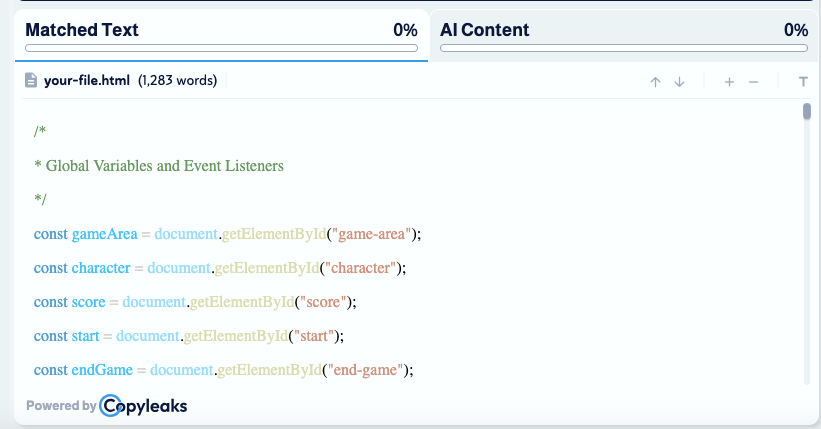 Matched Text 0% AI Content 0%
your-file.html (1,283 words)
T
/*
* Global Variables and Event Listeners
*/
const gameArea = document.getElementById("game-area");
const character = document.getElementById("character");
const score = document.getElementById("score");
const start = document.getElementById("start");
const endGame = document.getElementById("end-game");
Powered by Copyleaks